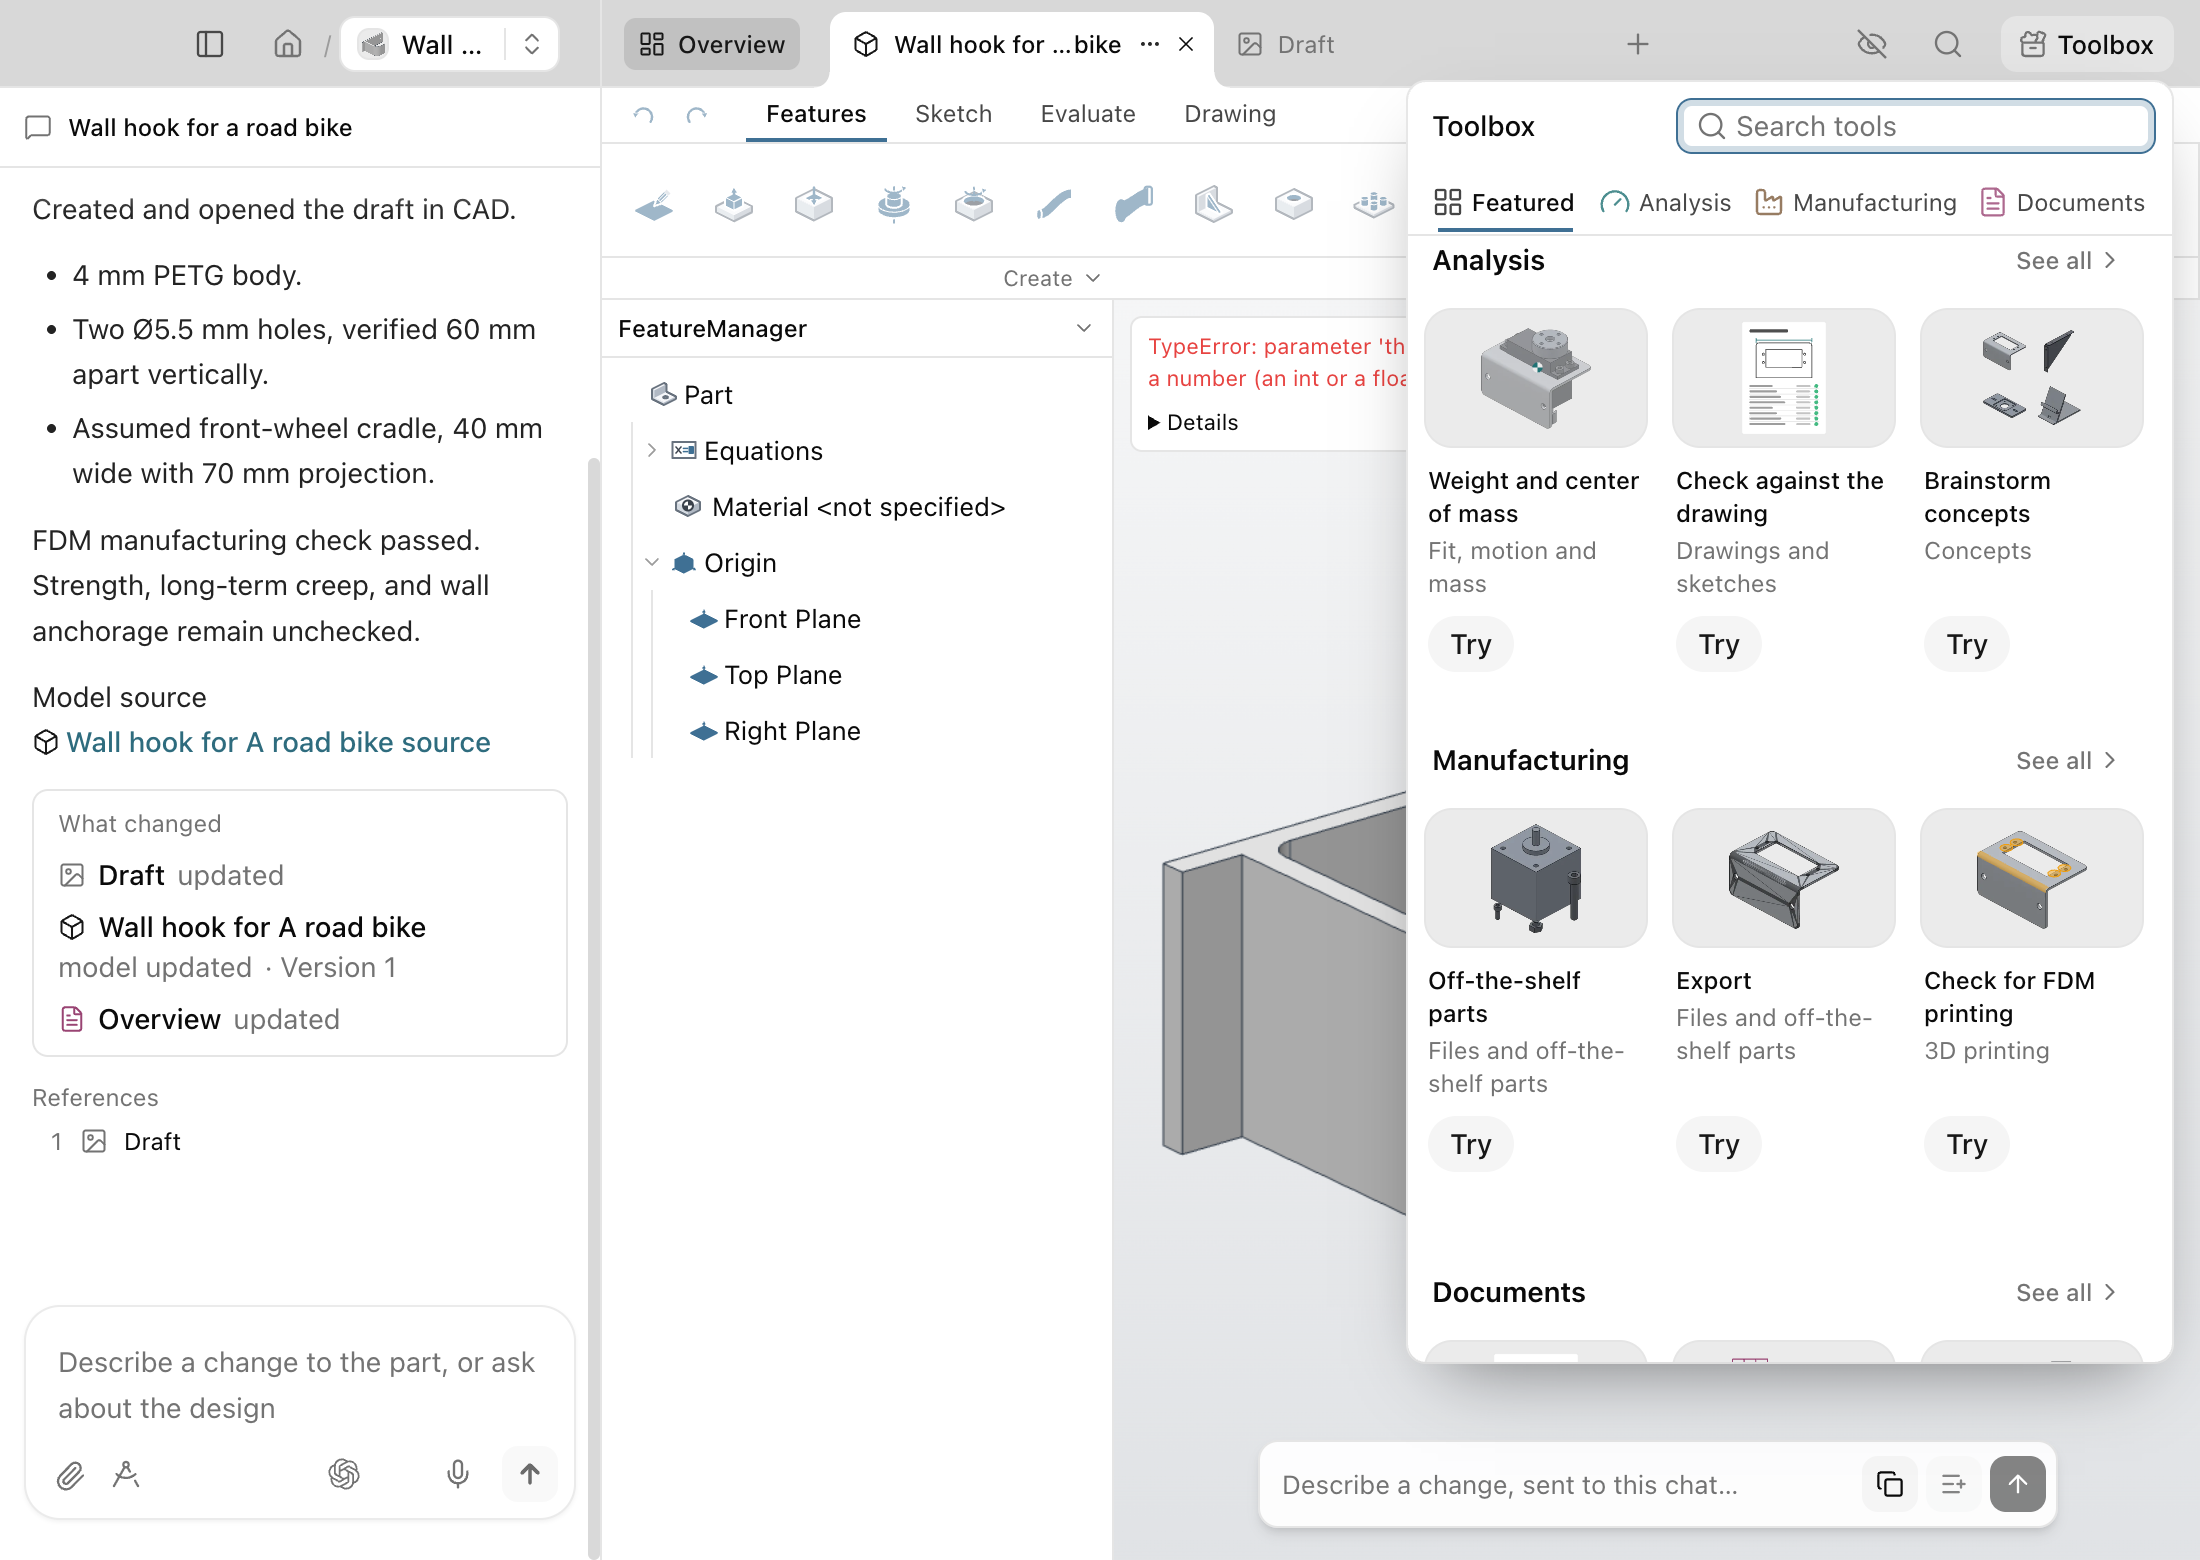 Wall ...
Overview
Wall hook for ...bike
Draft
Toolbox
Wall hook for a road bike
Created and opened the draft in CAD.
4 mm PETG body.
Two Ø5.5 mm holes, verified 60 mm
apart vertically.
Assumed front-wheel cradle, 40 mm
wide with 70 mm projection.
FDM manufacturing check passed.
Strength, long-term creep, and wall
anchorage remain unchecked.
Model source
Wall hook for A road bike source
What changed
Draft updated
Wall hook for A road bike
model updated · Version 1
Overview updated
References
1 Draft
Describe a change to the part, or ask
about the design
Features
Sketch
Evaluate
Drawing
Create
FeatureManager
Part
Equations
Material <not specified>
Origin
Front Plane
Top Plane
Right Plane
TypeError: parameter 'th
a number (an int or a floa
Details
Toolbox
Search tools
Featured
Analysis
Manufacturing
Documents
Analysis
See all
Weight and center
of mass
Fit, motion and
mass
Try
Check against the
drawing
Drawings and
sketches
Try
Brainstorm
concepts
Concepts
Try
Manufacturing
See all
Off-the-shelf
parts
Files and off-the-
shelf parts
Try
Export
Files and off-the-
shelf parts
Try
Check for FDM
printing
3D printing
Try
Documents
See all
Describe a change, sent to this chat...